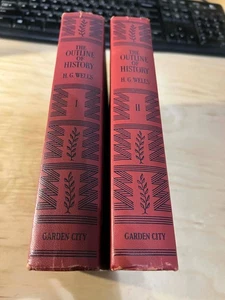 THE
OUTLINE
OF
HISTORY
H. G. WELLS
I
GARDEN CITY
THE
OUTLINE
OF
HISTORY
H. G. WELLS
II
GARDEN CITY